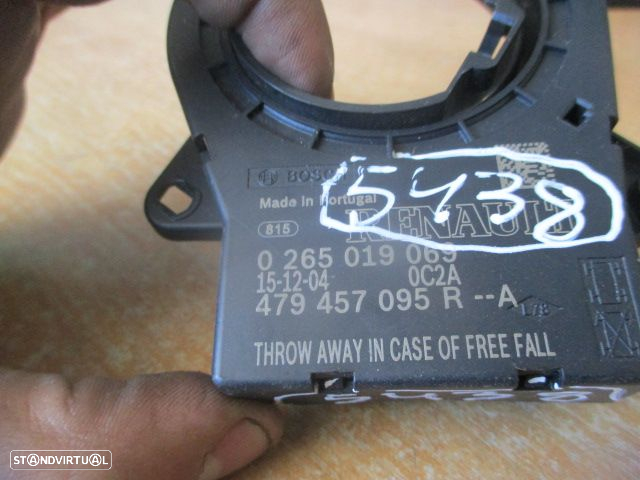 BOSCH
5438
Made in Portugal
815
RENAULT
0 265 019 069
15-12-04 0C2A
479 457 095 R --A
THROW AWAY IN CASE OF FREE FALL
STANDVIRTUAL